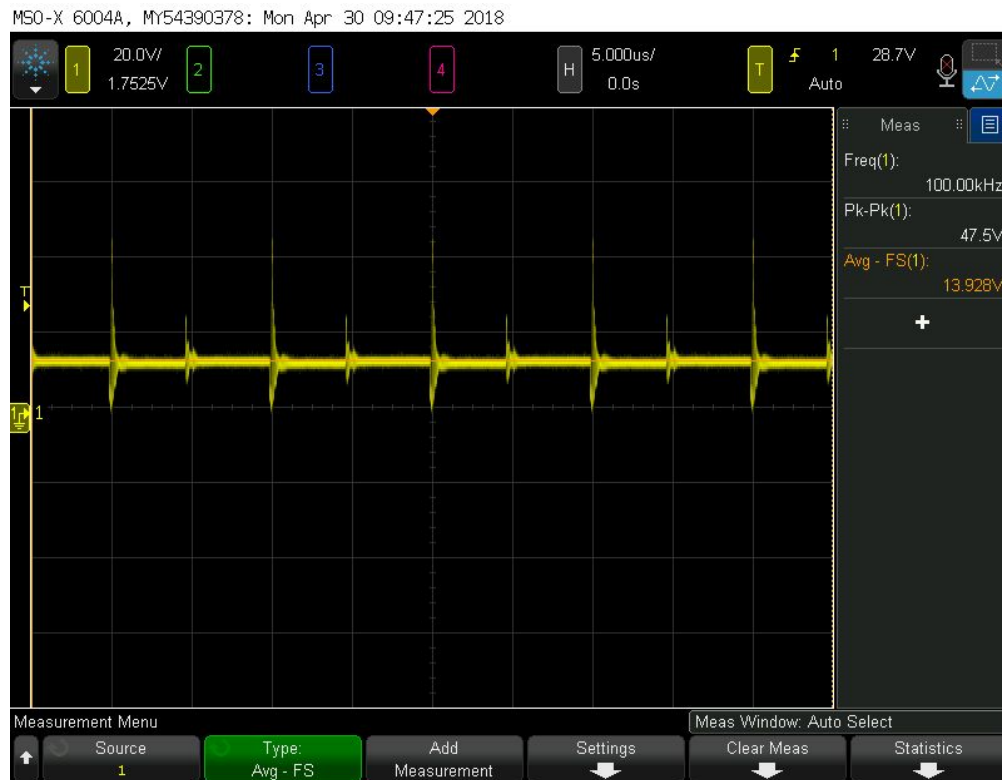 MSO-X 6004A, MY54390378: Mon Apr 30 09:47:25 2018
1 20.0V/ 2 3 4 H 5.000us/ T 1 28.7V
1.7525V 0.0s Auto
Meas
Freq(1):
100.00kHz
Pk-Pk(1):
47.5V
Avg - FS(1):
13.928V
+
T
1 1
Measurement Menu Meas Window: Auto Select
Source Type: Add Settings Clear Meas Statistics
1 Avg - FS Measurement